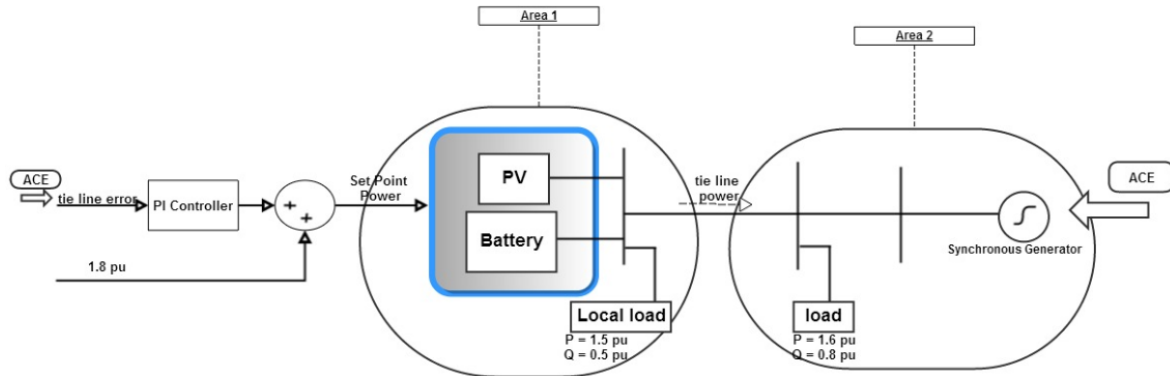 Area 1
Area 2
ACE
tie line error
PI Controller
+
+
1.8 pu
Set Point
Power
PV
Battery
Local load
P = 1.5 pu
Q = 0.5 pu
tie line
power
load
P = 1.6 pu
Q = 0.8 pu
Synchronous Generator
ACE